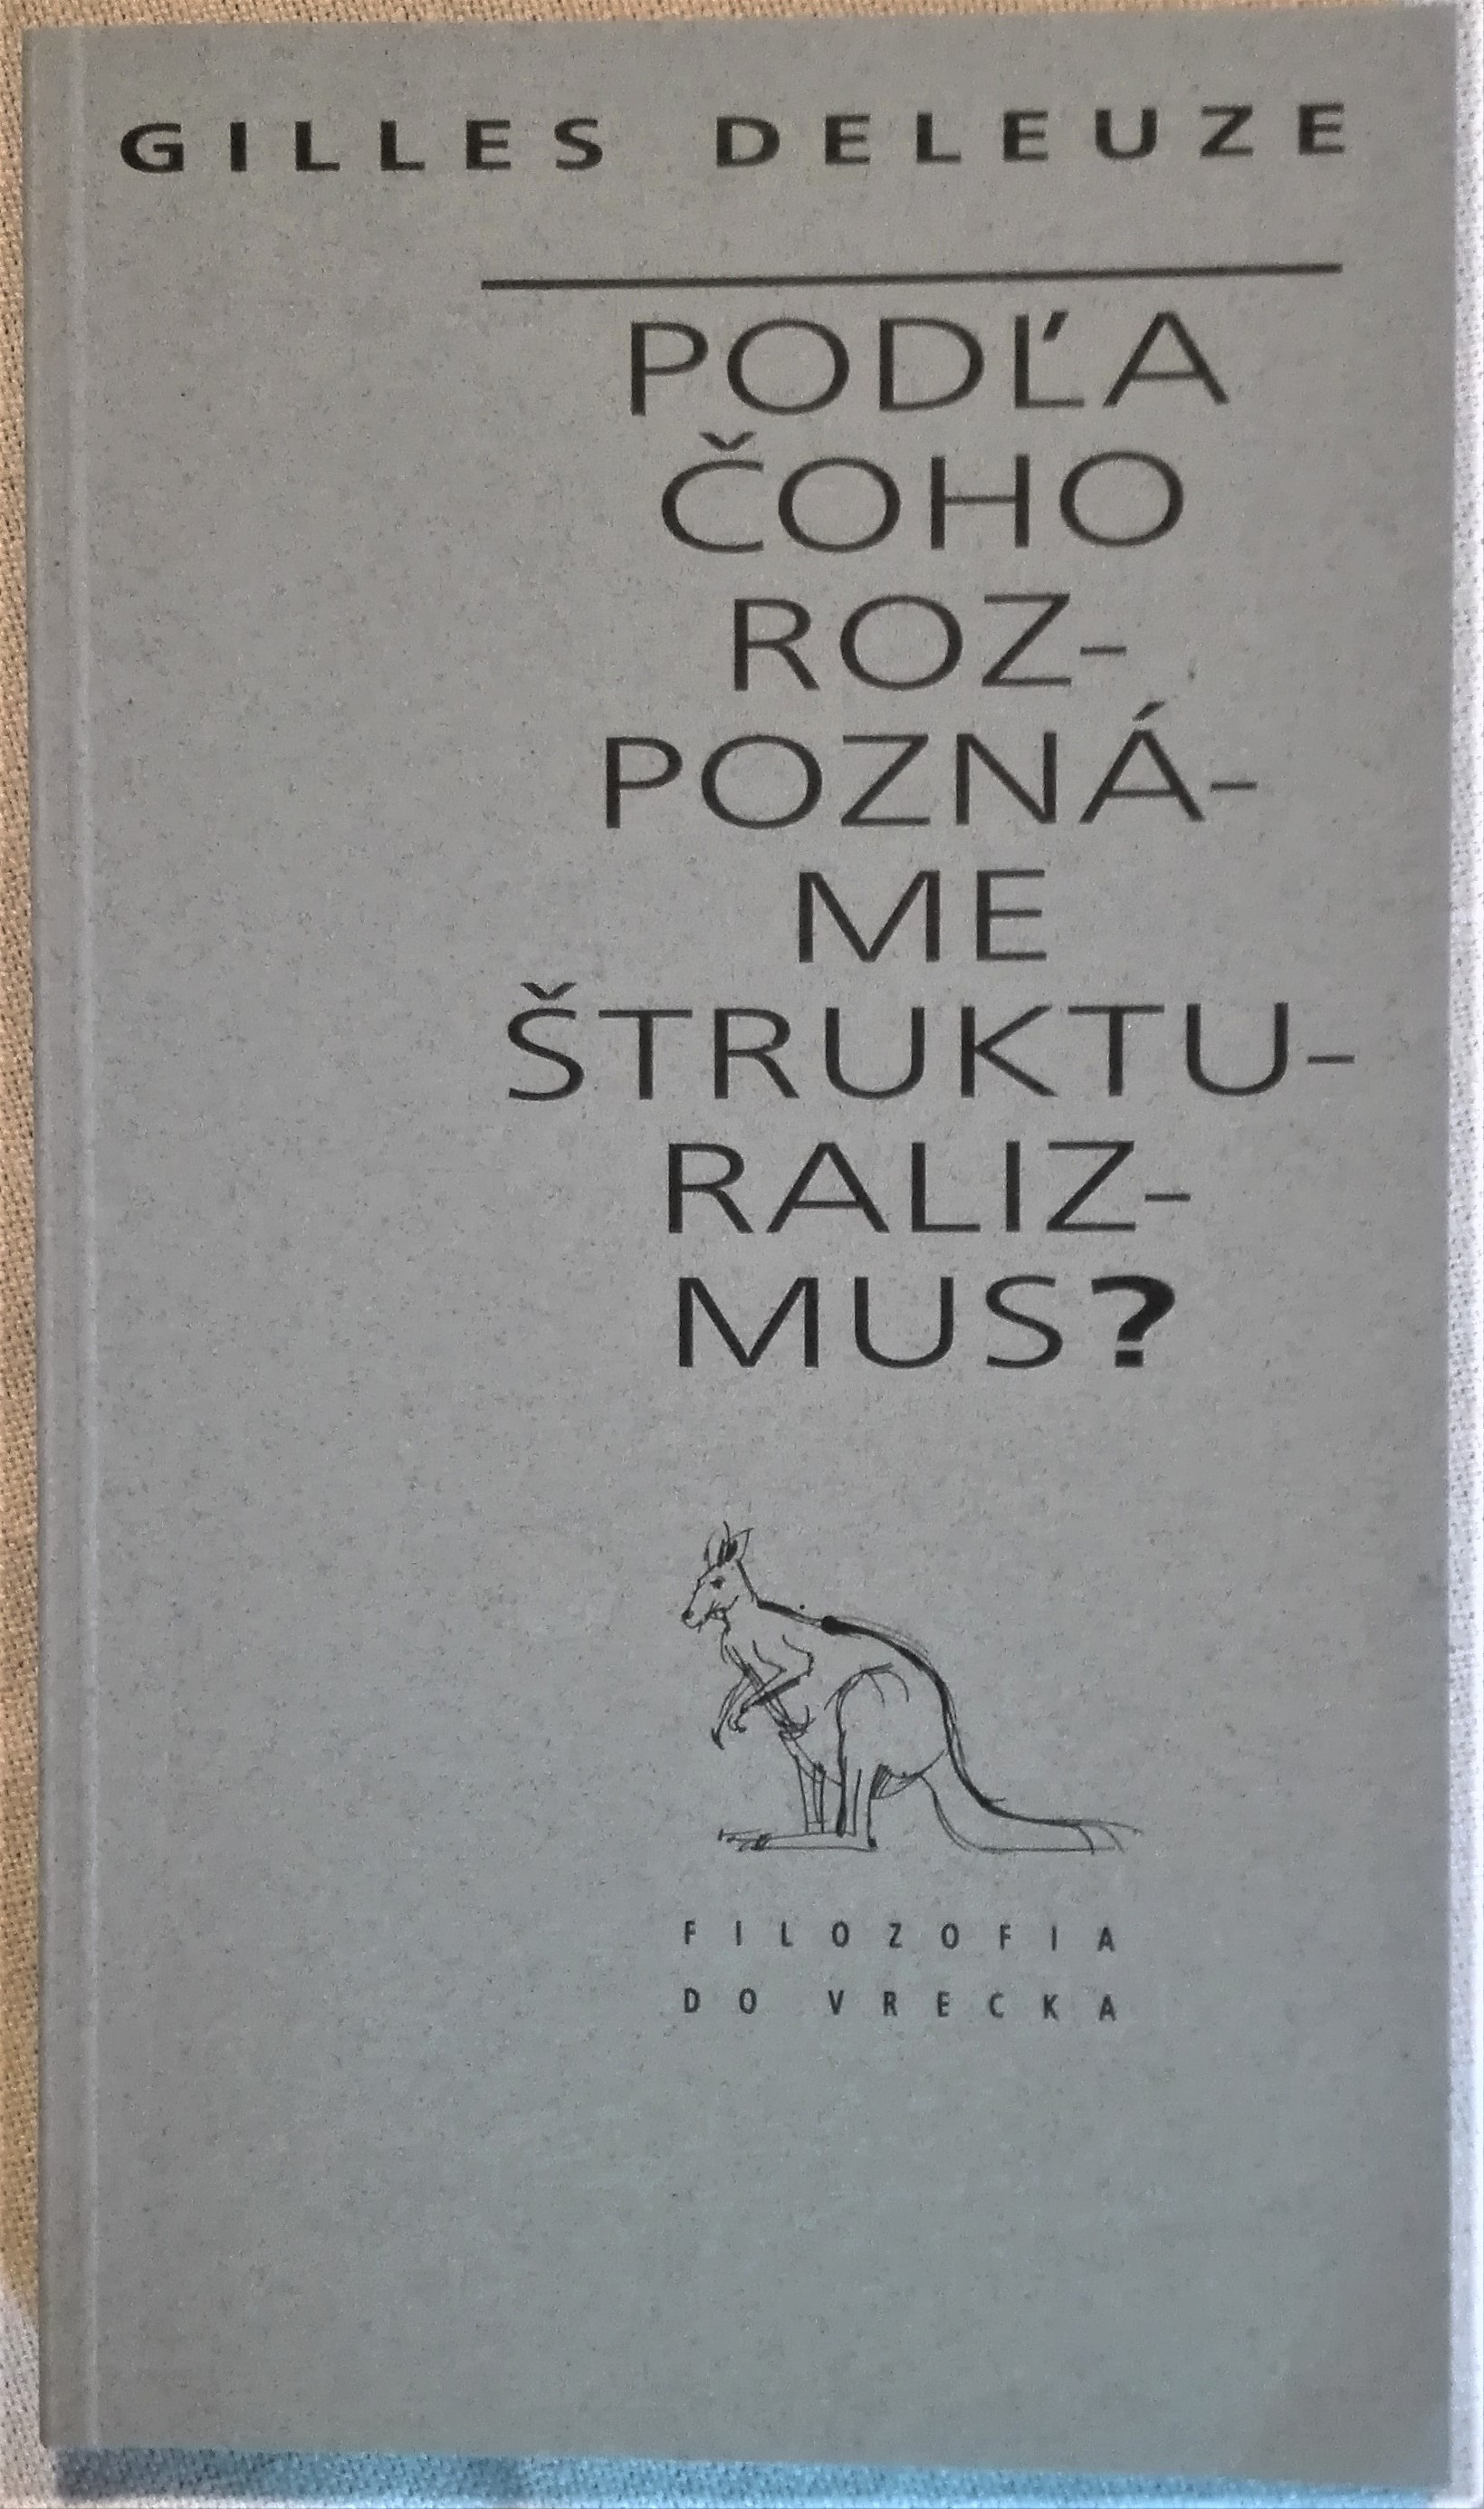 GILLES DELEUZE
PODĽA
ČOHO
ROZ-
POZNÁ-
ME
ŠTRUKTU-
RALIZ-
MUS?
FILOZOFIA
DO VRECKA